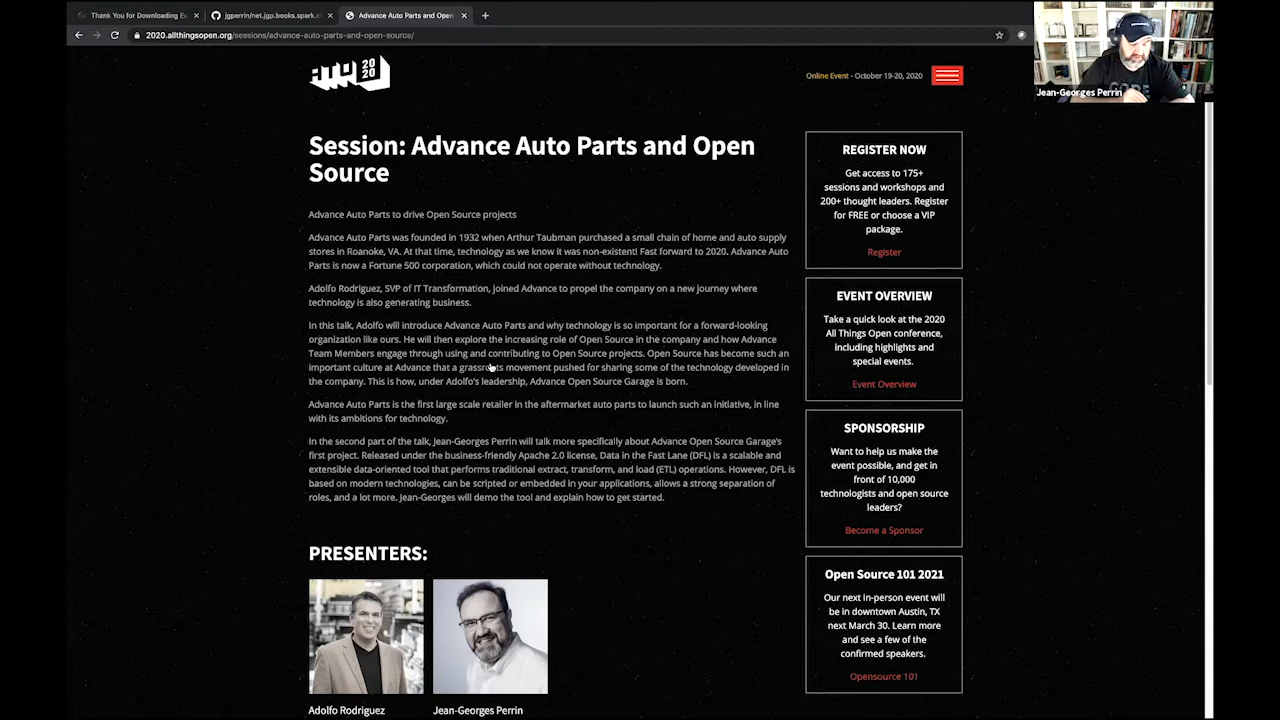 Thank You for Downloading Ec
jgperrin/net.jgp.books.spark.c
Advance Auto Parts and Open
2020.allthingsopen.org/sessions/advance-auto-parts-and-open-source/
Jean-Georges Perrin
2020
Online Event - October 19-20, 2020
Session: Advance Auto Parts and Open
Source
Advance Auto Parts to drive Open Source projects
Advance Auto Parts was founded in 1932 when Arthur Taubman purchased a small chain of home and auto supply
stores in Roanoke, VA. At that time, technology as we know it was non-existent! Fast forward to 2020. Advance Auto
Parts is now a Fortune 500 corporation, which could not operate without technology.
Adolfo Rodriguez, SVP of IT Transformation, joined Advance to propel the company on a new journey where
technology is also generating business.
In this talk, Adolfo will introduce Advance Auto Parts and why technology is so important for a forward-looking
organization like ours. He will then explore the increasing role of Open Source in the company and how Advance
Team Members engage through using and contributing to Open Source projects. Open Source has become such an
important culture at Advance that a grassroots movement pushed for sharing some of the technology developed in
the company. This is how, under Adolfo's leadership, Advance Open Source Garage is born.
Advance Auto Parts is the first large scale retailer in the aftermarket auto parts to launch such an initiative, in line
with its ambitions for technology.
In the second part of the talk, Jean-Georges Perrin will talk more specifically about Advance Open Source Garage's
first project. Released under the business-friendly Apache 2.0 license, Data in the Fast Lane (DFL) is a scalable and
extensible data-oriented tool that performs traditional extract, transform, and load (ETL) operations. However, DFL is
based on modern technologies, can be scripted or embedded in your applications, allows a strong separation of
roles, and a lot more. Jean-Georges will demo the tool and explain how to get started.
PRESENTERS:
Adolfo Rodriguez
Jean-Georges Perrin
REGISTER NOW
Get access to 175+
sessions and workshops and
200+ thought leaders. Register
for FREE or choose a VIP
package.
Register
EVENT OVERVIEW
Take a quick look at the 2020
All Things Open conference,
including highlights and
special events.
Event Overview
SPONSORSHIP
Want to help us make the
event possible, and get in
front of 10,000
technologists and open source
leaders?
Become a Sponsor
Open Source 101 2021
Our next in-person event will
be in downtown Austin, TX
next March 30. Learn more
and see a few of the
confirmed speakers.
Opensource 101